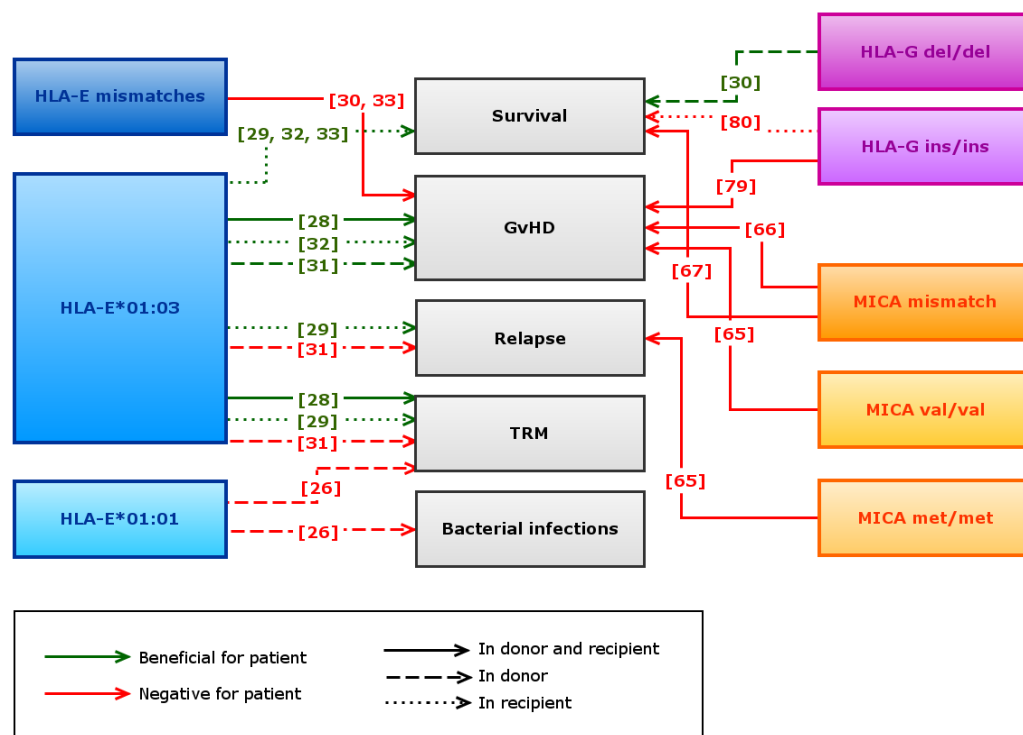 HLA-G del/del
HLA-E mismatches
[30]
[30, 33]
Survival
[80]
[29, 32, 33]
HLA-G ins/ins
[79]
[28]
GvHD
[66]
[32]
[31]
[67]
HLA-E*01:03
MICA mismatch
[29]
Relapse
[65]
[31]
[28]
MICA val/val
[29]
TRM
[31]
[65]
[26]
HLA-E*01:01
MICA met/met
[26]
Bacterial infections
Beneficial for patient
In donor and recipient
In donor
Negative for patient
In recipient